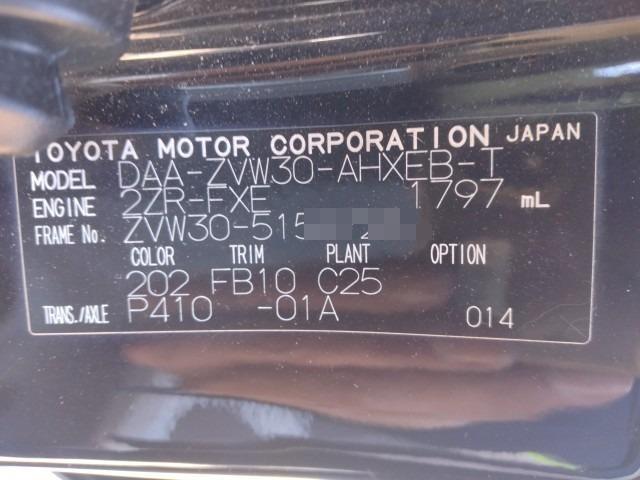 TOYOTA MOTOR CORPORATION JAPAN
MODEL DAA-ZVW30-AHXEB-T
ENGINE 2ZR-FXE 1797 mL
FRAME No. ZVW30-515
COLOR TRIM PLANT OPTION
202 FB10 C25
TRANS./AXLE P410 -01A 014